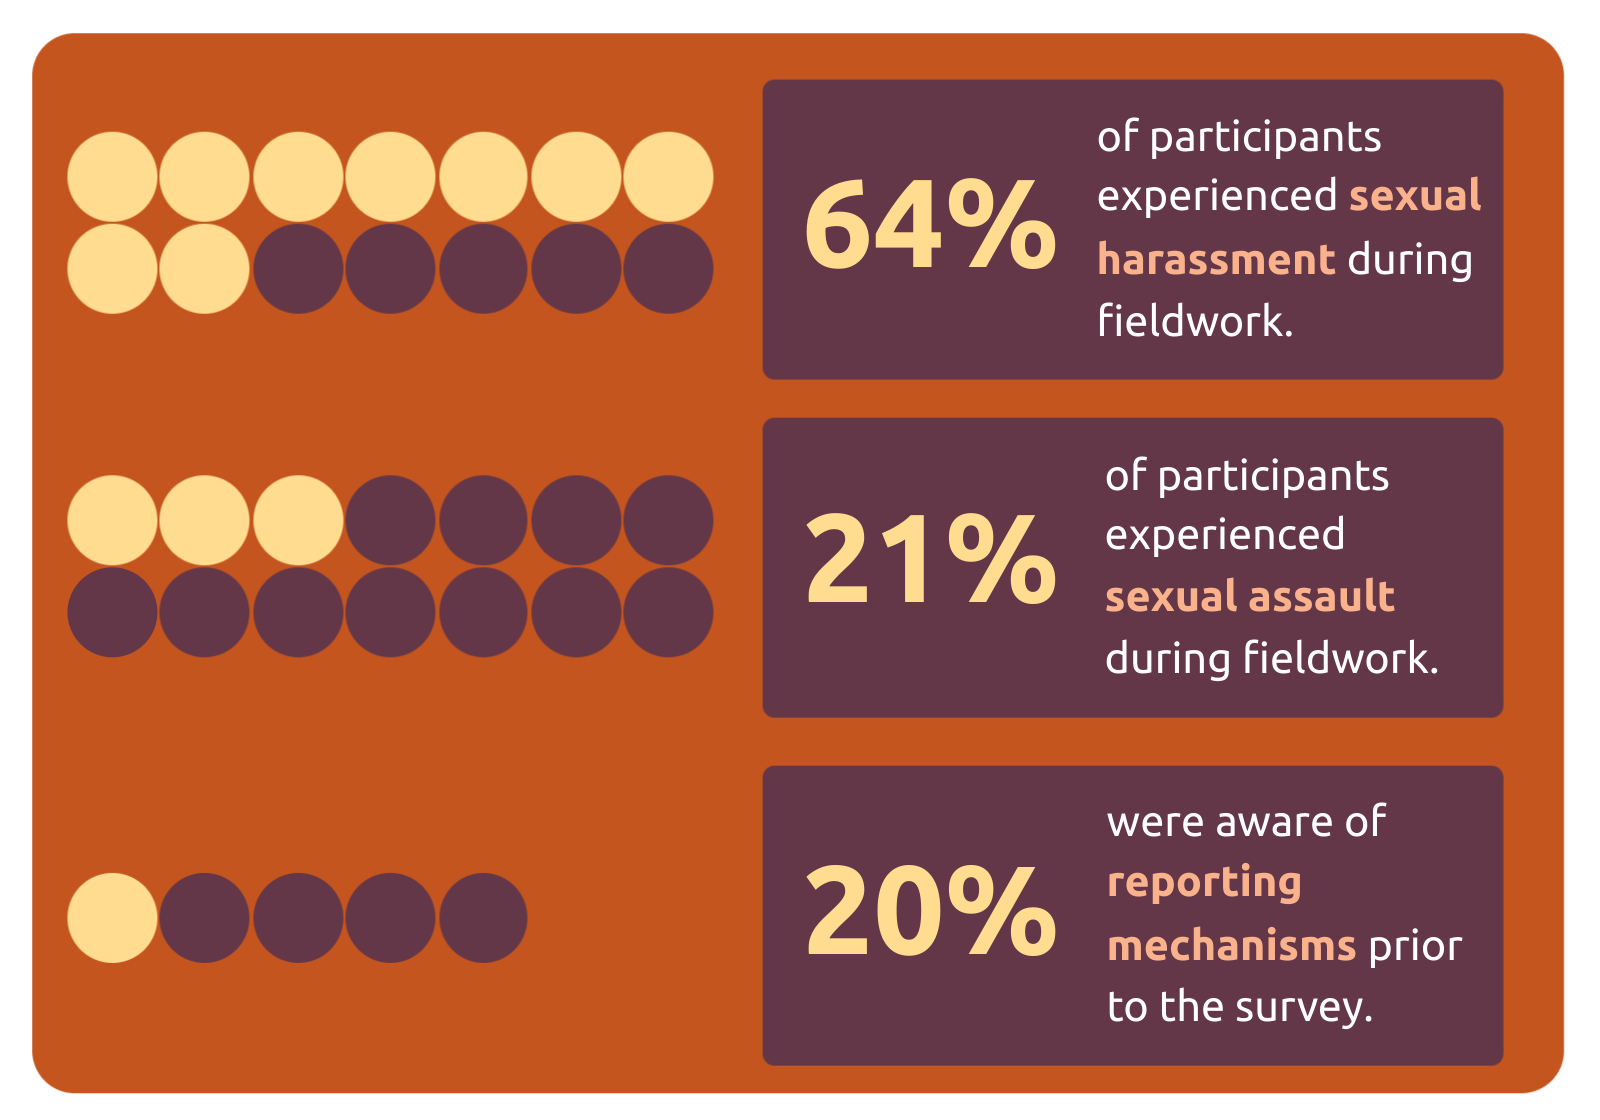 64%
of participants
experienced sexual
harassment during
fieldwork.
21%
of participants
experienced
sexual assault
during fieldwork.
20%
were aware of
reporting
mechanisms prior
to the survey.